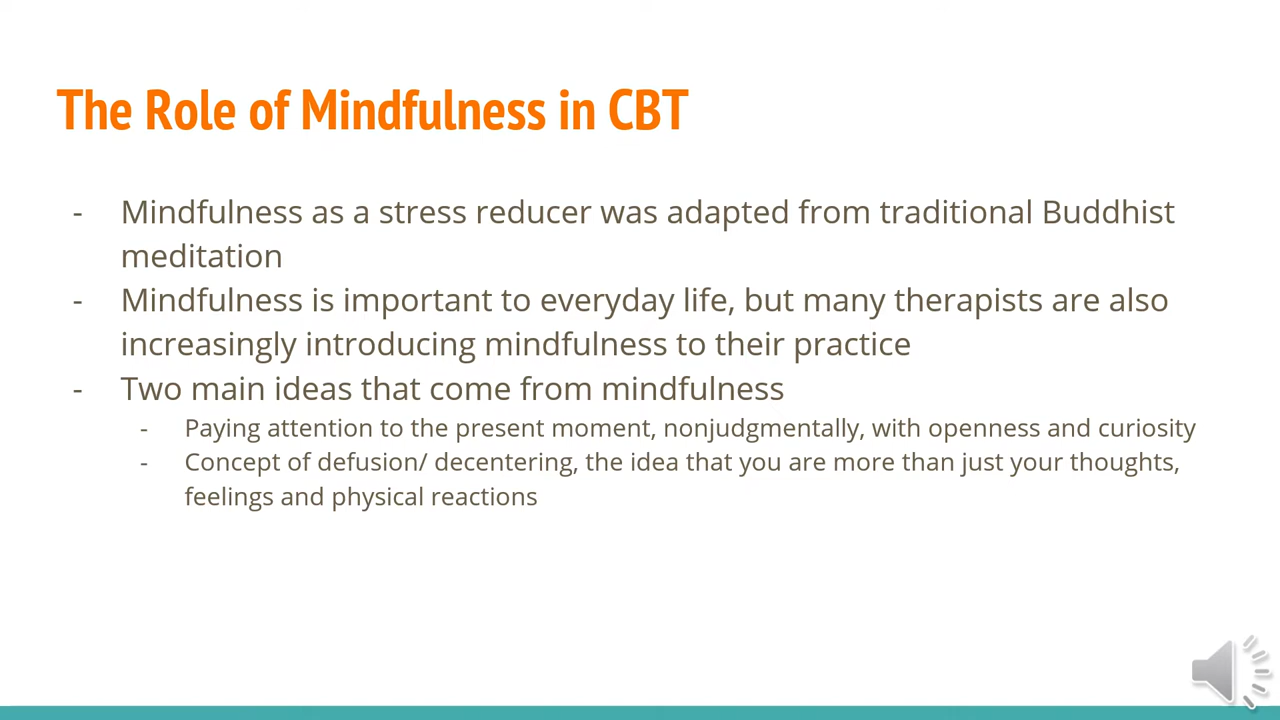 The Role of Mindfulness in CBT
- Mindfulness as a stress reducer was adapted from traditional Buddhist
meditation
- Mindfulness is important to everyday life, but many therapists are also
increasingly introducing mindfulness to their practice
- Two main ideas that come from mindfulness
- Paying attention to the present moment, nonjudgmentally, with openness and curiosity
- Concept of defusion/ decentering, the idea that you are more than just your thoughts,
feelings and physical reactions